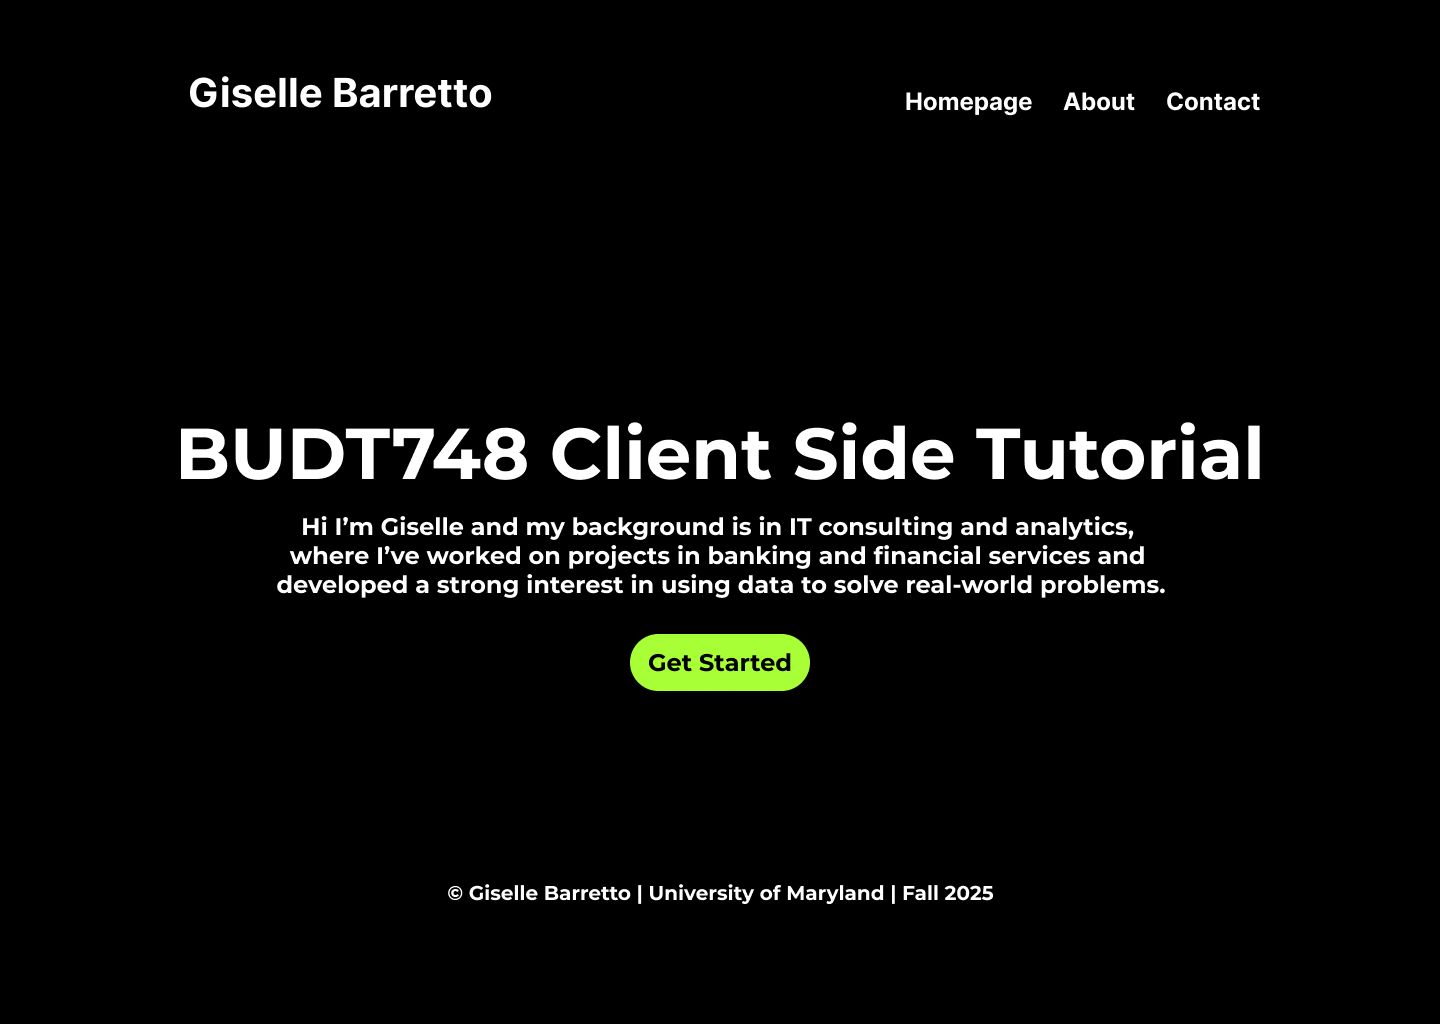 Giselle Barretto
Homepage About Contact
BUDT748 Client Side Tutorial
Hi I’m Giselle and my background is in IT consulting and analytics,
where I’ve worked on projects in banking and financial services and
developed a strong interest in using data to solve real-world problems.
Get Started
© Giselle Barretto | University of Maryland | Fall 2025